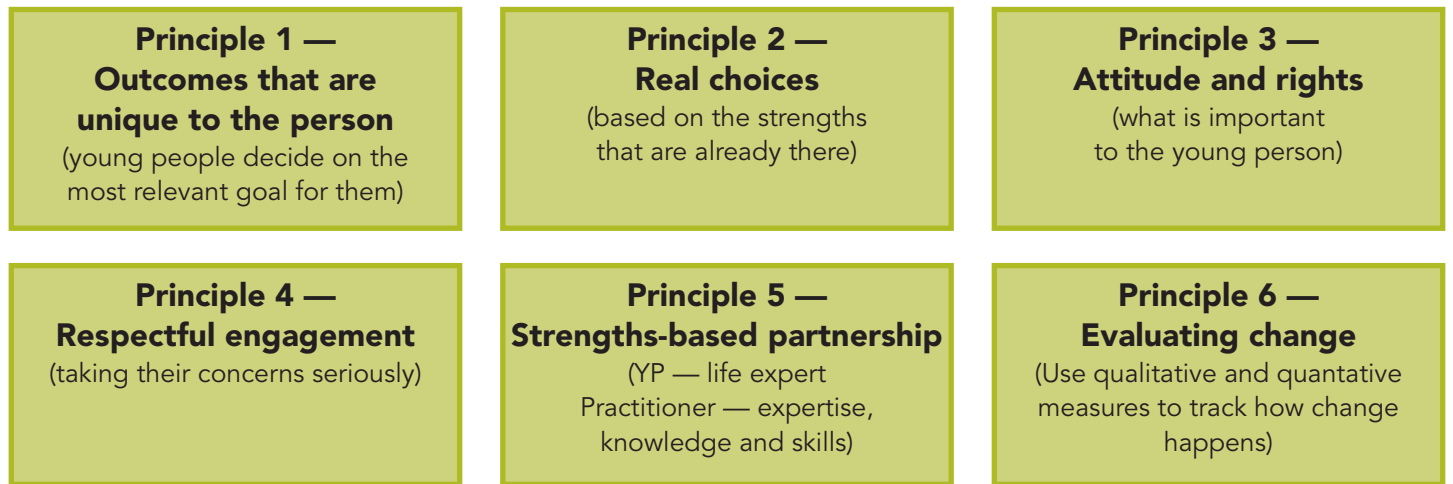 Principle 1 —
Outcomes that are
unique to the person
(young people decide on the
most relevant goal for them)
Principle 2 —
Real choices
(based on the strengths
that are already there)
Principle 3 —
Attitude and rights
(what is important
to the young person)
Principle 4 —
Respectful engagement
(taking their concerns seriously)
Principle 5 —
Strengths-based partnership
(YP — life expert
Practitioner — expertise,
knowledge and skills)
Principle 6 —
Evaluating change
(Use qualitative and quantative
measures to track how change
happens)